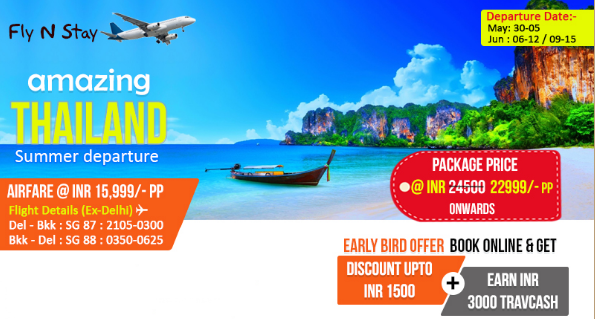 Fly N Stay
Departure Date:-
May: 30-05
Jun : 06-12 / 09-15
amazing
THAILAND
Summer departure
AIRFARE @ INR 15,999/- PP
Flight Details (Ex-Delhi)
Del - Bkk : SG 87 : 2105-0300
Bkk - Del : SG 88 : 0350-0625
PACKAGE PRICE
@ INR 24500 22999/- PP
ONWARDS
EARLY BIRD OFFER BOOK ONLINE & GET
DISCOUNT UPTO
INR 1500
+
EARN INR
3000 TRAVCASH